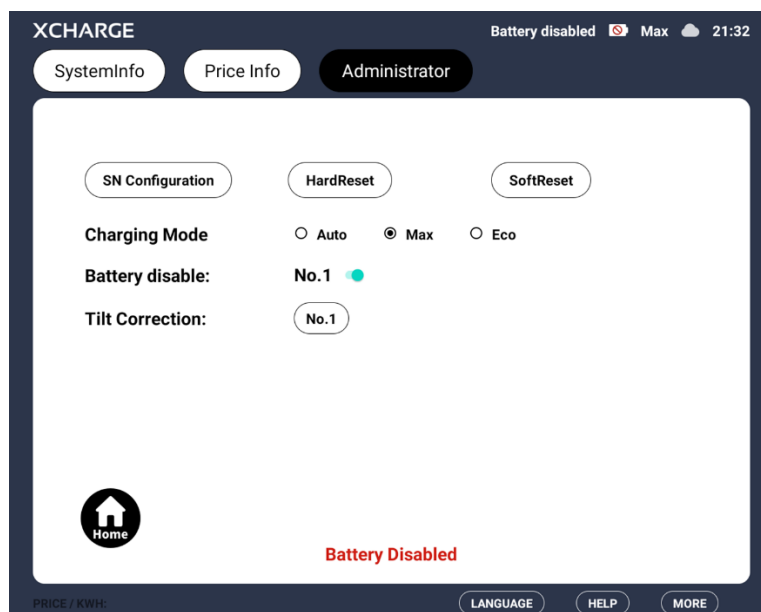 XCHARGE
Battery disabled Max 21:32
SystemInfo Price Info Administrator
SN Configuration HardReset SoftReset
Charging Mode Auto Max Eco
Battery disable: No.1
Tilt Correction: No.1
Home
Battery Disabled
PRICE / KWH: LANGUAGE HELP MORE